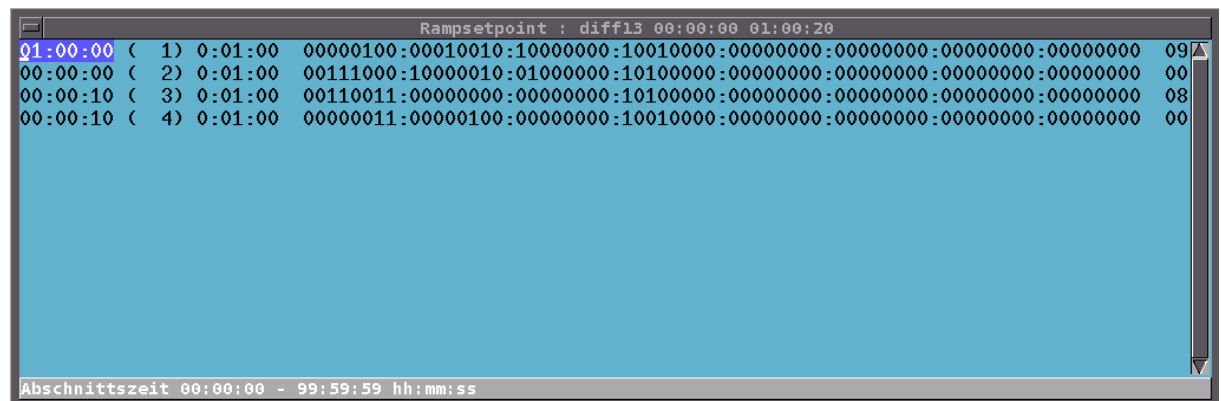 Rampsetpoint : diff13 00:00:00 01:00:20
01:00:00 (  1) 0:01:00  00000100:00010010:10000000:10010000:00000000:00000000:00000000:00000000  09
00:00:00 (  2) 0:01:00  00111000:10000010:01000000:10100000:00000000:00000000:00000000:00000000  00
00:00:10 (  3) 0:01:00  00110011:00000000:00000000:10100000:00000000:00000000:00000000:00000000  08
00:00:10 (  4) 0:01:00  00000011:00000100:00000000:10010000:00000000:00000000:00000000:00000000  00
Abschnittszeit 00:00:00 - 99:59:59 hh:mm:ss